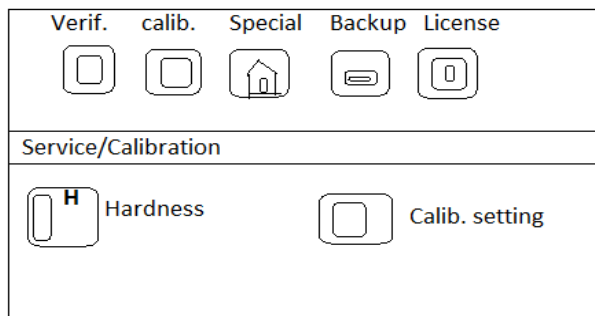 Verif. calib. Special Backup License
Service/Calibration
H Hardness Calib. setting